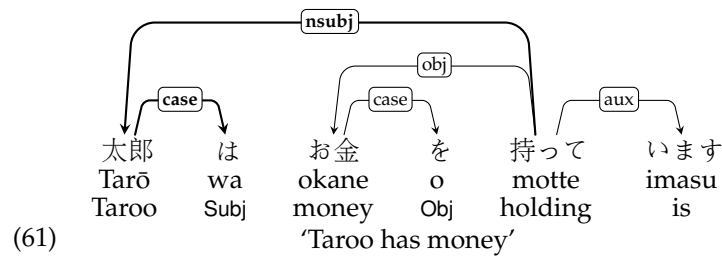 nsubj
obj
case case aux
太郎 は お金 を 持って います
Tarō wa okane o motte imasu
Taroo Subj money Obj holding is
(61) 'Taroo has money'